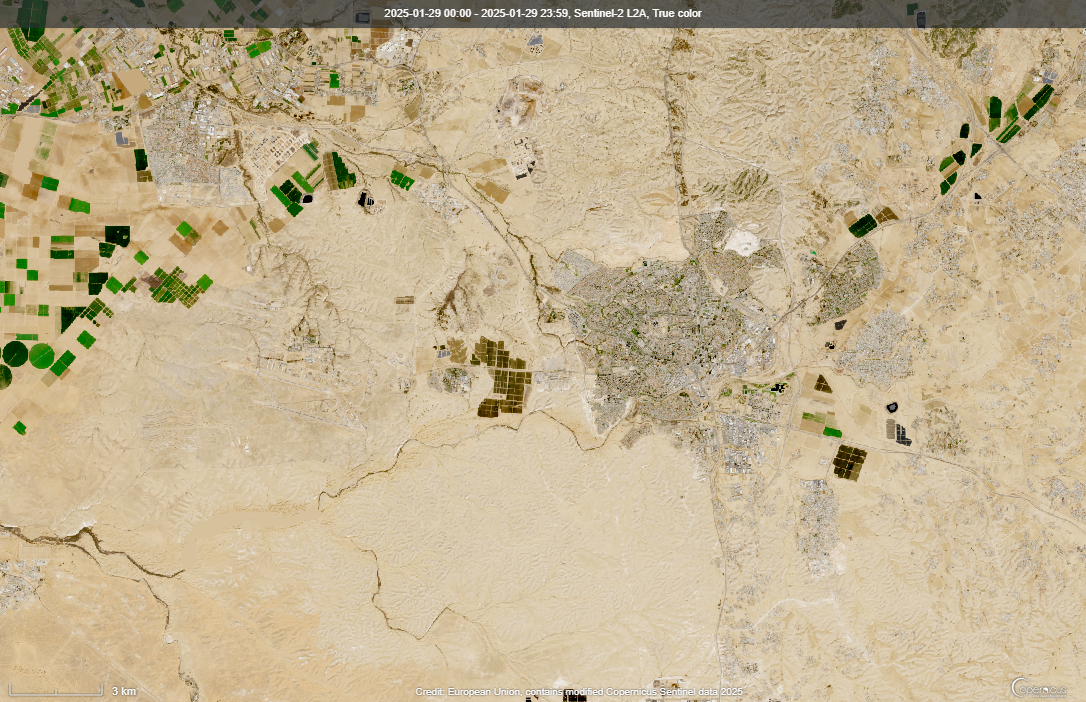 2025-01-29 00:00 - 2025-01-29 23:59, Sentinel-2 L2A, True color
3 km
Credit: European Union, contains modified Copernicus Sentinel data 2025
Copernicus